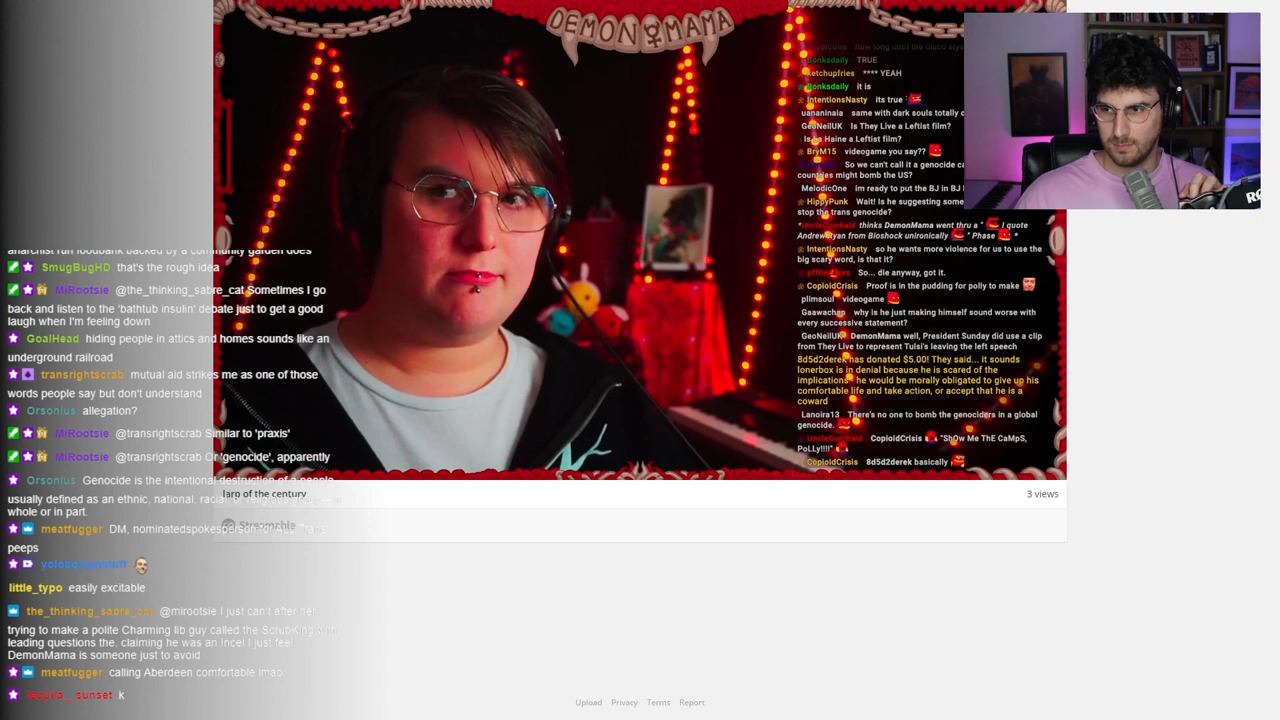 DEMON MAMA
how long until the disco
Bonksdaily TRUE
ketchupfries **** YEAH
Bonksdaily it is
IntentionsNasty its true
uananinaia same with dark souls totally
GeoNeilUK Is They Live a Leftist film?
Is La Haine a Leftist film?
BryM15 videogame you say??
So we can't call it a genocide
countries might bomb the US?
MelodicOne im ready to put the BJ in
HippyPunk Wait! Is he suggesting some
stop the trans genocide?
thinks DemonMama went thru a " I quote
Andrew Ryan from Bioshock unironically " Phase *
IntentionsNasty so he wants more violence for us to use the
big scary word, is that it?
So... die anyway, got it.
CopioidCrisis Proof is in the pudding for polly to make
plimsoul videogame
Gaawachan why is he just making himself sound worse with
every successive statement?
GeoNeilUK DemonMama well, President Sunday did use a clip
from They Live to represent Tulsi's leaving the left speech
8d5d2derek has donated $5.00! They said... it sounds
lonerbox is in denial because he is scared of the
implications - he would be morally obligated to give up his
comfortable life and take action, or accept that he is a
coward
Lanoira13 There's no one to bomb the genociders in a global
genocide.
CopioidCrisis "ShOw Me ThE CaMpS,
PoLLy!!!!"
CopioidCrisis 8d5d2derek basically
anarchist run foodbank backed by a community garden does
SmugBugHD that's the rough idea
MiRootsie @the_thinking_sabre_cat Sometimes I go
back and listen to the 'bathtub insulin' debate just to get a good
laugh when I'm feeling down
GoalHead hiding people in attics and homes sounds like an
underground railroad
transrightscrab mutual aid strikes me as one of those
words people say but don't understand
Orsonius allegation?
MiRootsie @transrightscrab Similar to 'praxis'
MiRootsie @transrightscrab Or 'genocide', apparently
Orsonius Genocide is the intentional destruction of a people
usually defined as an ethnic, national, racial, or religious
whole or in part.
meatfugger DM, nominated spokesperson for
peeps
little_typo easily excitable
the_thinking_sabre_cat @mirootsie I just can't after her
trying to make a polite Charming lib guy called the ScrubKing with
leading questions the. claiming he was an Incel I just feel
DemonMama is someone just to avoid
meatfugger calling Aberdeen comfortable lmao
tequila__sunset k
larq of the century
3 views
Streamable
Upload Privacy Terms Report